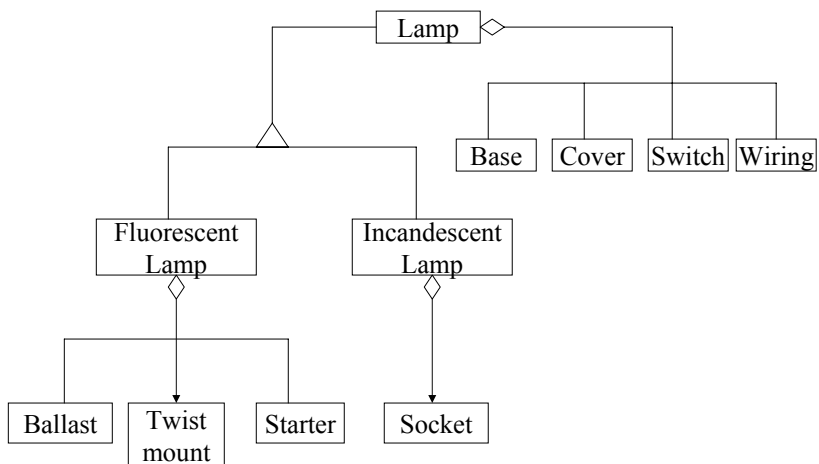 Lamp
Base
Cover
Switch
Wiring
Fluorescent
Lamp
Incandescent
Lamp
Ballast
Twist
mount
Starter
Socket